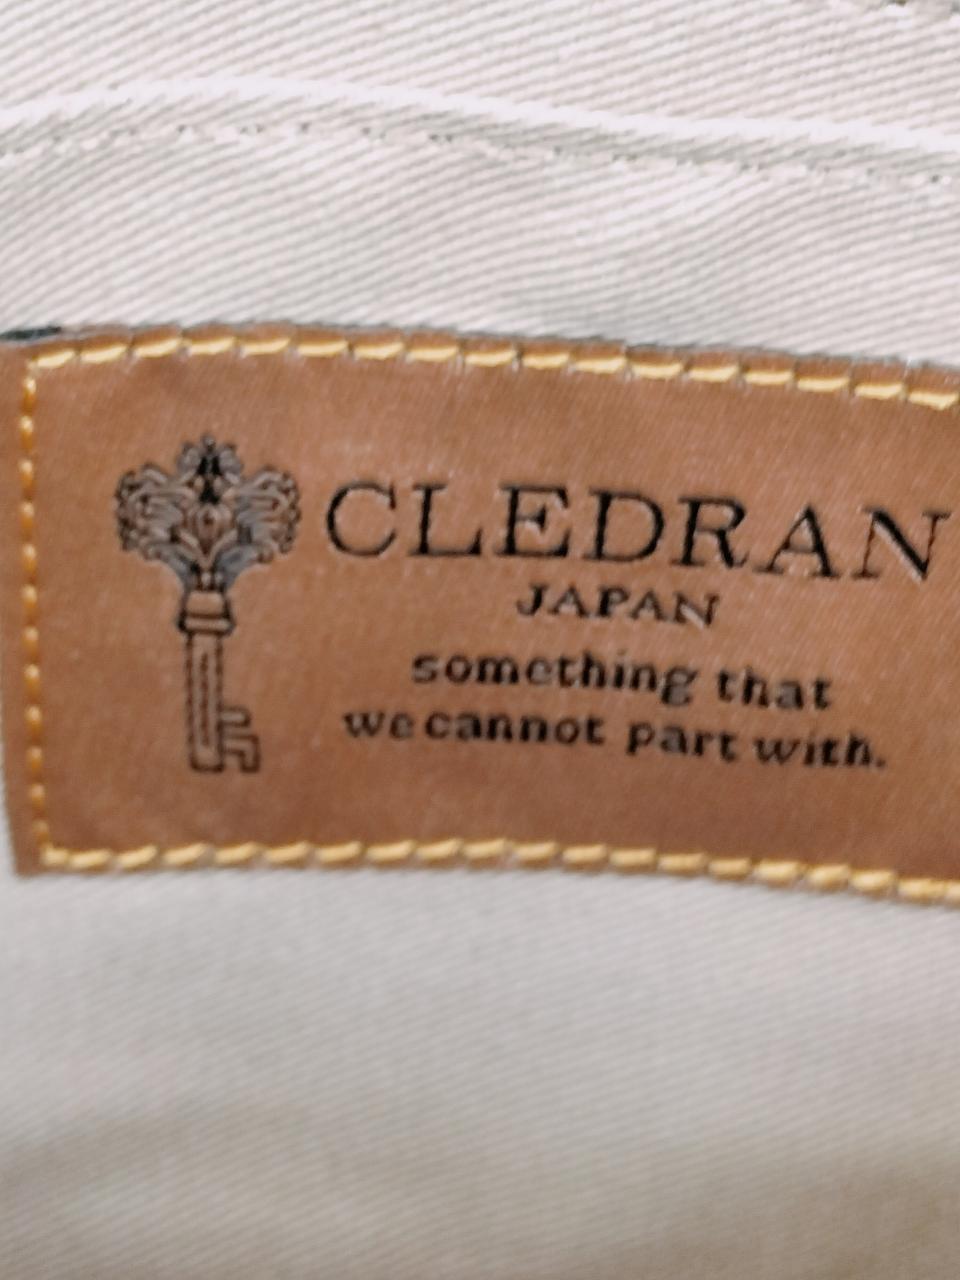 CLEDRAN
JAPAN
something that
we cannot part with.